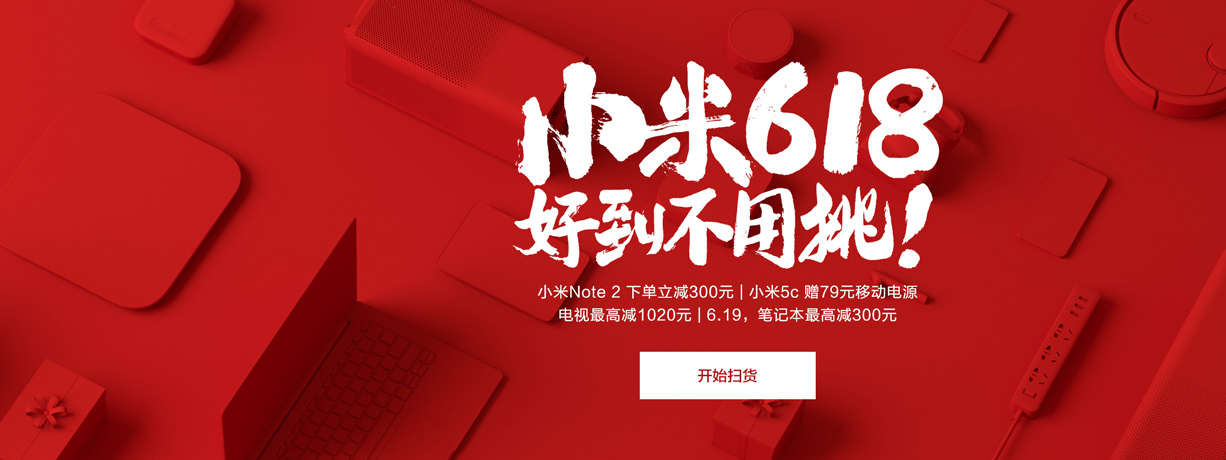 小米618
好到不用挑！
小米Note 2 下单立减300元 | 小米5c 赠79元移动电源
电视最高减1020元 | 6.19，笔记本最高减300元
开始扫货